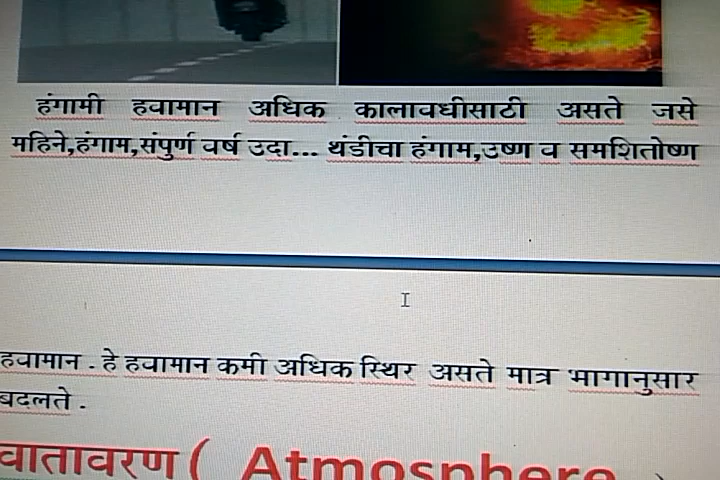 हंगामी हवामान अधिक कालावधीसाठी असते जसे
महिने,हंगाम,संपुर्ण वर्ष उदा... थंडीचा हंगाम,उष्ण व समशितोष्ण
हवामान . हे हवामान कमी अधिक स्थिर असते मात्र भागानुसार
बदलते .
वातावरण ( Atmosphere )